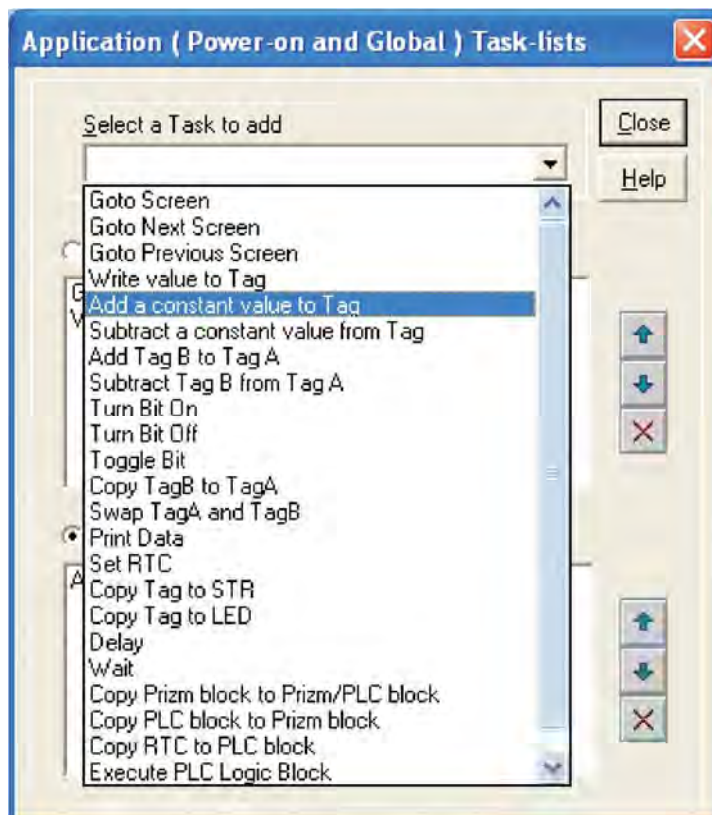 Application ( Power-on and Global ) Task-lists
Select a Task to add
Close
Help
Goto Screen
Goto Next Screen
Goto Previous Screen
Write value to Tag
Add a constant value to Tag
Subtract a constant value from Tag
Add Tag B to Tag A
Subtract Tag B from Tag A
Turn Bit On
Turn Bit Off
Toggle Bit
Copy TagB to TagA
Swap TagA and TagB
Print Data
Set RTC
Copy Tag to STR
Copy Tag to LED
Delay
Wait
Copy Prizm block to Prizm/PLC block
Copy PLC block to Prizm block
Copy RTC to PLC block
Execute PLC Logic Block